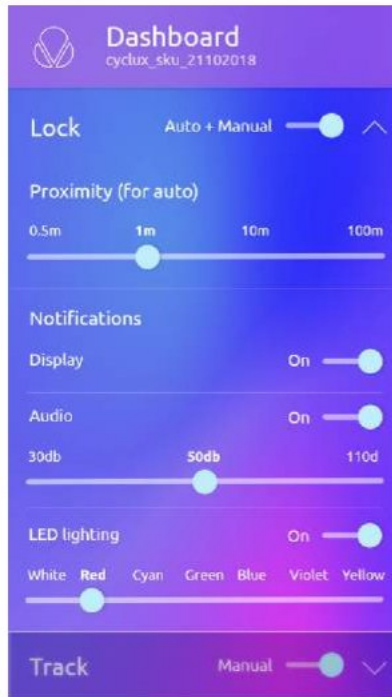 Dashboard
cyclux_sku_21102018
Lock Auto + Manual
Proximity (for auto)
0.5m 1m 10m 100m
Notifications
Display On
Audio On
30db 50db 110d
LED lighting On
White Red Cyan Green Blue Violet Yellow
Track Manual